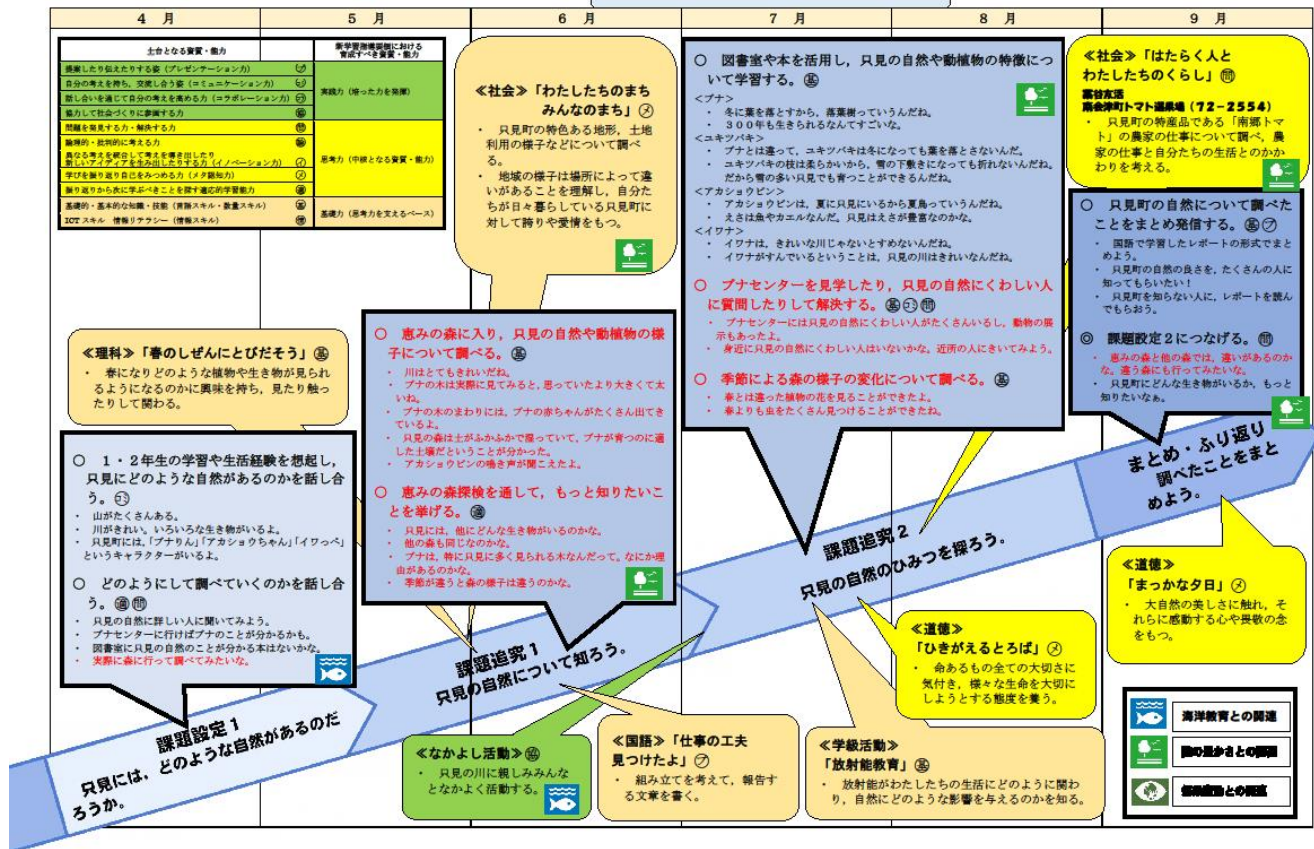 4 月
5 月
6 月
7 月
8 月
9 月
土台となる資質・能力
新学習指導要領における
育成すべき資質・能力
提案したり伝えたりする姿（プレゼンテーション力） プ
自分の考えを持ち、交流し合う姿（コミュニケーション力）
話し合いを通じて自分の考えを高める力（コラボレーション力）
協力して社会づくりに参画する力 協
実践力（培った力を発揮）
問題を発見する力・解決する力 問
論理的・批判的に考える力
異なる考えを統合して考えを導き出したり
新しいアイディアを生み出したりする力（イノベーション力） イ
学びを振り返り自己をみつめる力（メタ認知力） メ
振り返りから次に学ぶべきことを探す適応的学習能力 適
思考力（中核となる資質・能力）
基礎的・基本的な知識・技能（言語スキル・数量スキル） 基
ICTスキル 情報リテラシー（情報スキル） 情
基礎力（思考力を支えるベース）
≪理科≫「春のしぜんにとびだそう」基
・ 春になりどのような植物や生き物が見られ
るようになるのかに興味を持ち，見たり触っ
たりして関わる。
○ １・２年生の学習や生活経験を想起し，
只見にどのような自然があるのかを話し合
う。コミ
・ 山がたくさんある。
・ 川がきれい，いろいろな生き物がいるよ。
・ 只見町には，「ブナりん」「アカショウちゃん」「イワっぺ」
というキャラクターがいるよ。
○ どのようにして調べていくのかを話し合
う。適 問
・ 只見の自然に詳しい人に聞いてみよう。
・ ブナセンターに行けばブナのことが分かるかも。
・ 図書室に只見の自然のことが分かる本はないかな。
・ 実際に森に行って調べてみたいな。
課題設定１
只見には，どのような自然があるのだ
ろうか。
≪社会≫「わたしたちのまち
みんなのまち」メ
・ 只見町の特色ある地形，土地
利用の様子などについて調べ
る。
・ 地域の様子は場所によって違
いがあることを理解し，自分た
ちが日々暮らしている只見町に
対して誇りや愛情をもつ。
○ 恵みの森に入り，只見の自然や動植物の様
子について調べる。基
・ 川はとてもきれいだね。
・ ブナの木は実際に見てみると，思っていたより大きくて太
いね。
・ ブナの木のまわりには，ブナの赤ちゃんがたくさん出てき
ているよ。
・ 只見の森は土がふかふかで湿っていて，ブナが育つのに適
した土壌だということが分かった。
・ アカショウビンの鳴き声が聞こえたよ。
○ 恵みの森探検を通して，もっと知りたいこ
とを挙げる。適
・ 只見には，他にどんな生き物がいるのかな。
・ 他の森も同じなのかな。
・ ブナは，特に只見に多く見られる木なんだって。なにか理
由があるのかな。
・ 季節が違うと森の様子は違うのかな。
課題追究１
只見の自然について知ろう。
≪なかよし活動≫協
・ 只見の川に親しみみんな
となかよく活動する。
≪国語≫「仕事の工夫
見つけたよ」プ
・ 組み立てを考えて，報告す
る文章を書く。
○ 図書室や本を活用し，只見の自然や動植物の特徴につ
いて学習する。基
＜ブナ＞
・ 冬に葉を落とすから，落葉樹っていうんだね。
・ ３００年も生きられるなんてすごいな。
＜ユキツバキ＞
・ ブナとは違って，ユキツバキは冬になっても葉を落とさないんだ。
・ ユキツバキの枝は柔らかいから，雪の下敷きになっても折れないんだね。
だから雪の多い只見でも育つことができるんだね。
＜アカショウビン＞
・ アカショウビンは，夏に只見にいるから夏鳥っていうんだね。
・ えさは魚やカエルなんだ。只見はえさが豊富なのかな。
＜イワナ＞
・ イワナは，きれいな川じゃないとすめないんだね。
・ イワナがすんでいるということは，只見の川はきれいなんだね。
○ ブナセンターを見学したり，只見の自然にくわしい人
に質問したりして解決する。基 コラ 問
・ ブナセンターには只見の自然にくわしい人がたくさんいるし，動物の展
示もあったよ。
・ 身近に只見の自然にくわしい人はいないかな。近所の人にきいてみよう。
○ 季節による森の様子の変化について調べる。基
・ 春とは違った植物の花を見ることができたよ。
・ 春よりも虫をたくさん見つけることができたね。
課題追究２
只見の自然のひみつを探ろう。
≪学級活動≫
「放射能教育」基
・ 放射能がわたしたちの生活にどのように関わ
り，自然にどのような影響を与えるのかを知る。
≪道徳≫
「ひきがえるとろば」メ
・ 命あるもの全ての大切さに
気付き，様々な生命を大切に
しようとする態度を養う。
≪社会≫「はたらく人と
わたしたちのくらし」問
南会津町トマト選果場（７２－２５５４）
・ 只見町の特産品である「南郷トマ
ト」の農家の仕事について調べ，農
家の仕事と自分たちの生活とのかか
わりを考える。
○ 只見町の自然について調べた
ことをまとめ発信する。基 プ
・ 国語で学習したレポートの形式でまと
めよう。
・ 只見町の自然の良さを，たくさんの人に
知ってもらいたい！
・ 只見町を知らない人に，レポートを読ん
でもらおう。
◎ 課題設定２につなげる。問
・ 恵みの森と他の森では，違いがあるのか
な。違う森にも行ってみたいな。
・ 只見町にどんな生き物がいるか，もっと
知りたいなぁ。
まとめ・ふり返り
調べたことをまと
めよう。
≪道徳≫
「まっかな夕日」メ
・ 大自然の美しさに触れ，そ
れらに感動する心や畏敬の念
をもつ。
海洋教育との関連